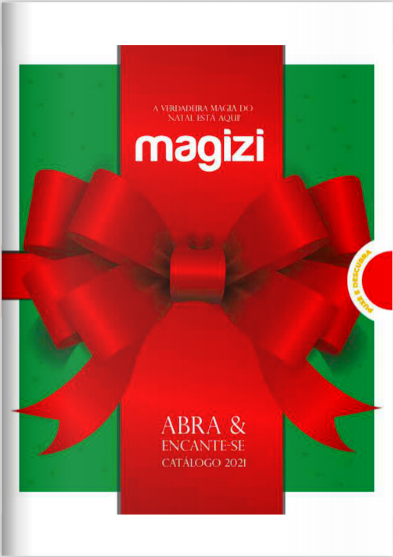 A VERDADEIRA MAGIA DO
NATAL ESTÁ AQUI!
magizi
PUXE E DESCUBRA
ABRA &
ENCANTE-SE
CATÁLOGO 2021